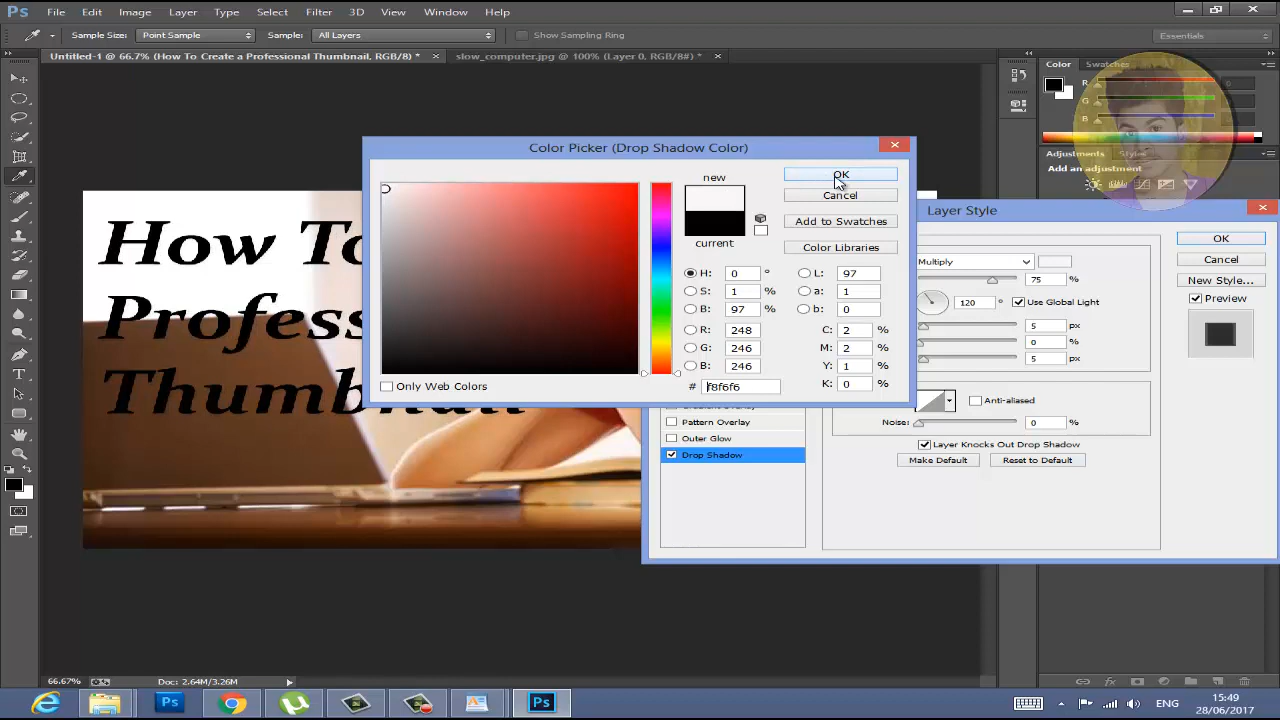 Ps File Edit Image Layer Type Select Filter 3D View Window Help
Sample Size: Point Sample Sample: All Layers Show Sampling Ring Essentials
Untitled-1 @ 66.7% (How To Create a Professional Thumbnail, RGB/8) * × slow_computer.jpg @ 100% (Layer 0, RGB/8#) * ×
Color Swatches
R 0
G
B
Adjustments Styles
Add an adjustment
How To
Profess
Thumbnail
Color Picker (Drop Shadow Color)
new
current
OK
Cancel
Add to Swatches
Color Libraries
H: 0 ° L: 97
S: 1 % a: 1
B: 97 % b: 0
R: 248 C: 2 %
G: 246 M: 2 %
B: 246 Y: 1 %
K: 0 %
Only Web Colors # f8f6f6
Layer Style
Multiply
75 %
120 ° Use Global Light
5 px
0 %
5 px
Anti-aliased
Noise: 0 %
Layer Knocks Out Drop Shadow
Make Default Reset to Default
OK
Cancel
New Style...
Preview
Gradient Overlay
Pattern Overlay
Outer Glow
Drop Shadow
66.67% Doc: 2.64M/3.26M
fx
Ps Ps
ENG
15:49
28/06/2017